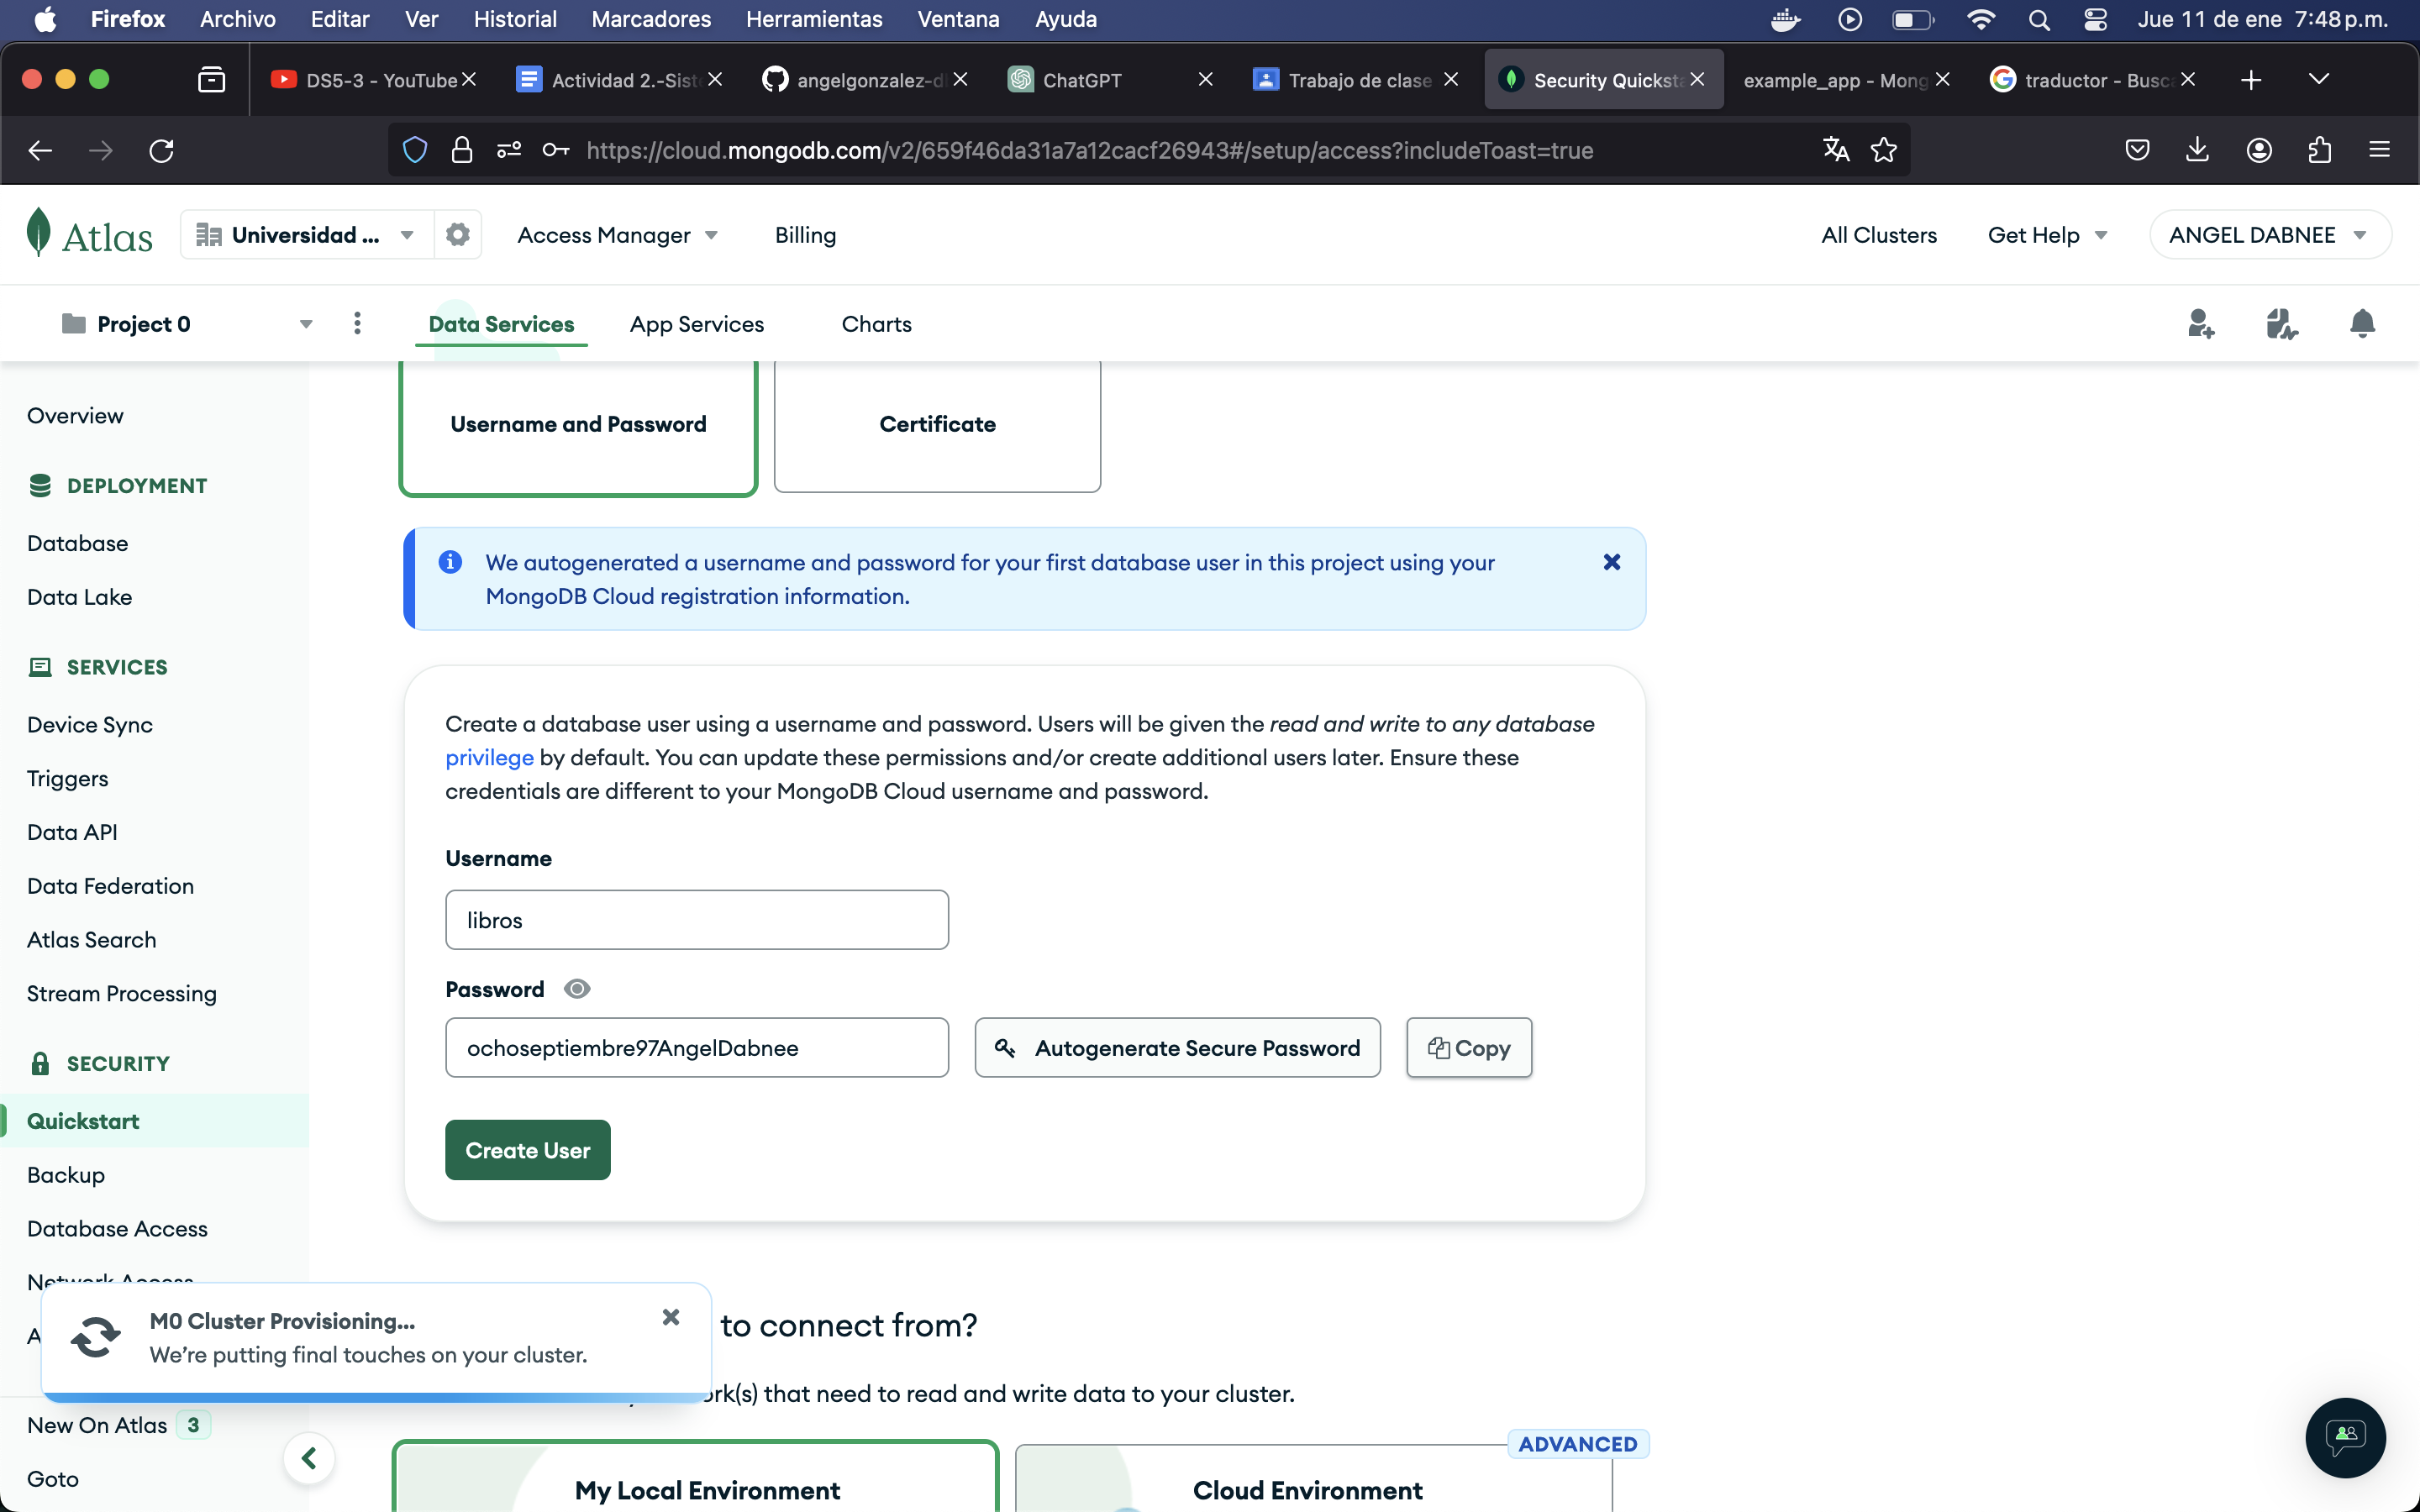 Firefox Archivo Editar Ver Historial Marcadores Herramientas Ventana Ayuda Jue 11 de ene 7:48 p.m.
DS5-3 - YouTube Actividad 2.-Sist angelgonzalez-d ChatGPT Trabajo de clase Security Quicksta example_app - Mong traductor - Busc
https://cloud.mongodb.com/v2/659f46da31a7a12cacf26943#/setup/access?includeToast=true
Atlas Universidad ... Access Manager Billing All Clusters Get Help ANGEL DABNEE
Project 0 Data Services App Services Charts
Overview
DEPLOYMENT
Database
Data Lake
SERVICES
Device Sync
Triggers
Data API
Data Federation
Atlas Search
Stream Processing
SECURITY
Quickstart
Backup
Database Access
Network Access
A
New On Atlas 3
Goto
Username and Password
Certificate
We autogenerated a username and password for your first database user in this project using your
MongoDB Cloud registration information.
Create a database user using a username and password. Users will be given the read and write to any database
privilege by default. You can update these permissions and/or create additional users later. Ensure these
credentials are different to your MongoDB Cloud username and password.
Username
libros
Password
ochoseptiembre97AngelDabnee
Autogenerate Secure Password
Copy
Create User
M0 Cluster Provisioning...
We're putting final touches on your cluster.
to connect from?
rk(s) that need to read and write data to your cluster.
ADVANCED
My Local Environment
Cloud Environment